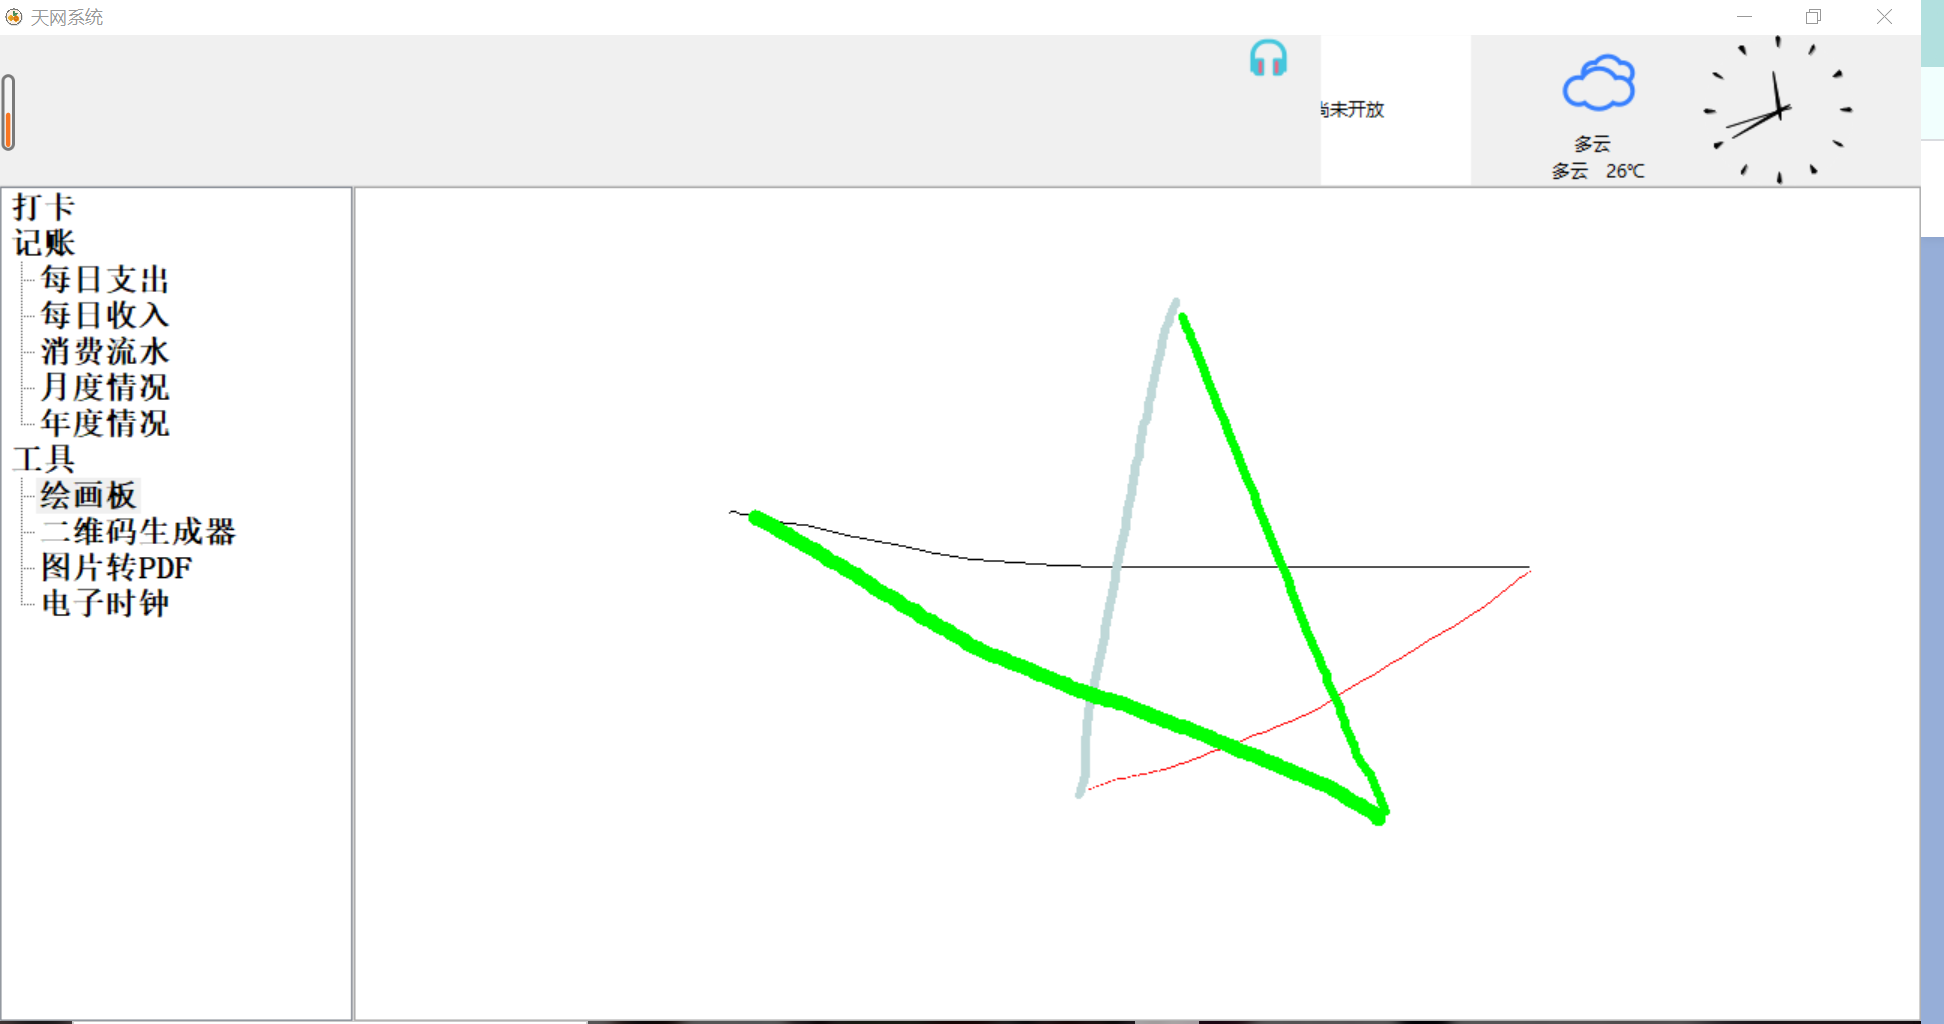 天网系统
尚未开放
多云
多云 26℃
打卡
记账
每日支出
每日收入
消费流水
月度情况
年度情况
工具
绘画板
二维码生成器
图片转PDF
电子时钟